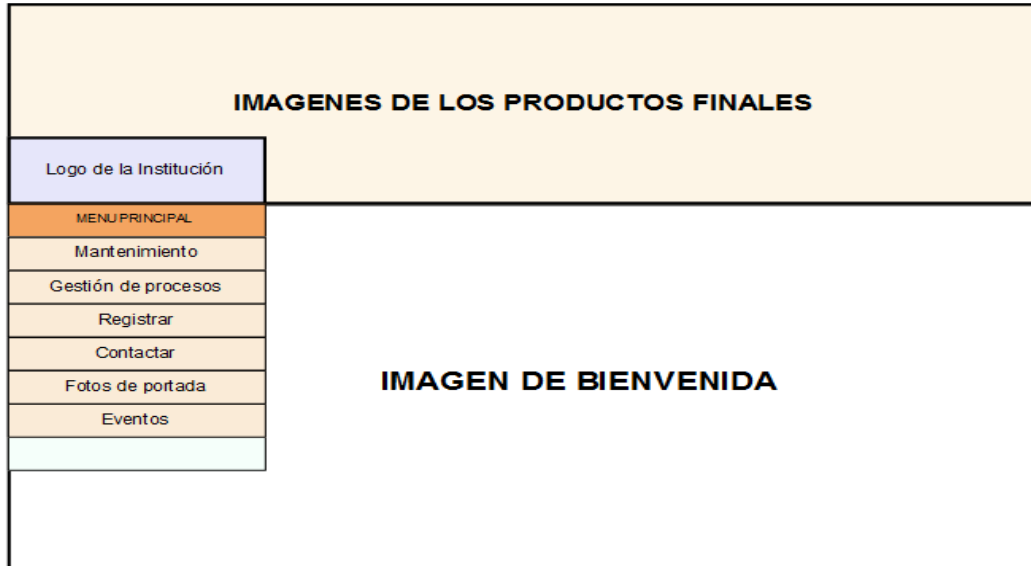 IMAGENES DE LOS PRODUCTOS FINALES
Logo de la Institución
MENU PRINCIPAL
Mantenimiento
Gestión de procesos
Registrar
Contactar
Fotos de portada
Eventos
IMAGEN DE BIENVENIDA